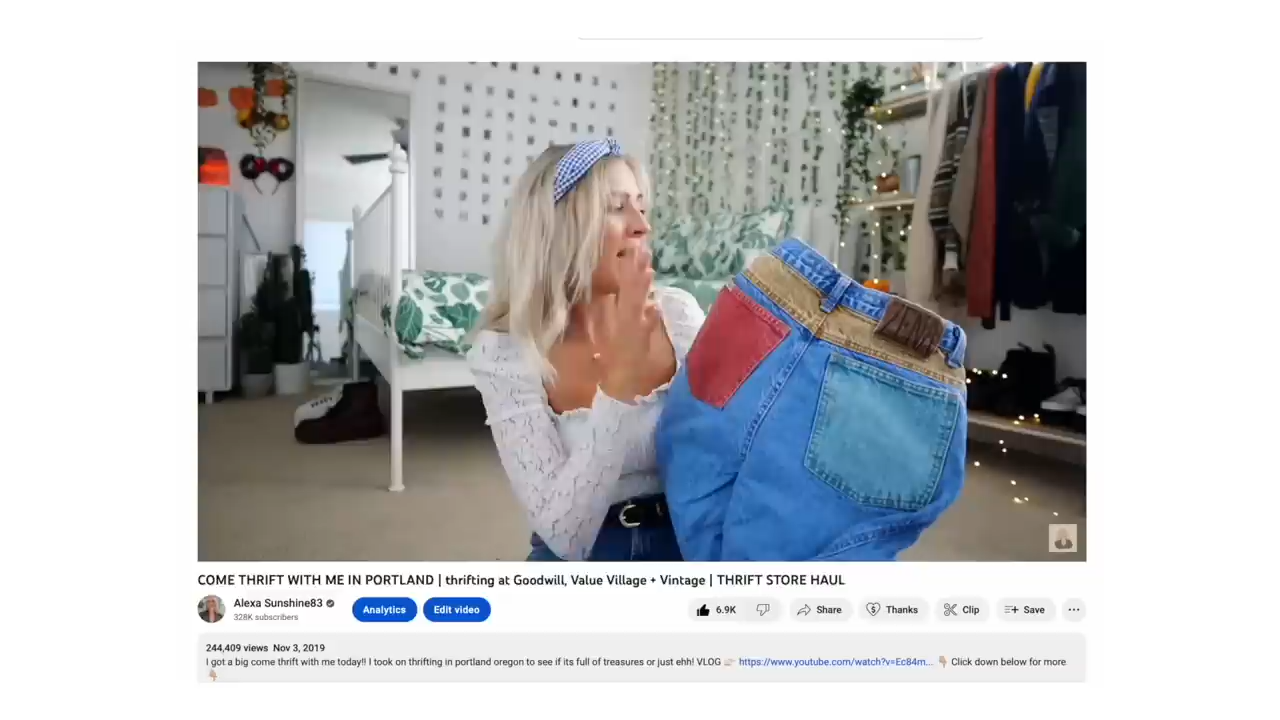 COME THRIFT WITH ME IN PORTLAND | thrifting at Goodwill, Value Village + Vintage | THRIFT STORE HAUL
Alexa Sunshine83
328K subscribers
Analytics
Edit video
6.9K
Share
Thanks
Clip
Save
244,409 views Nov 3, 2019
I got a big come thrift with me today!! I took on thrifting in portland oregon to see if its full of treasures or just ehh! VLOG 👉🏼 https://www.youtube.com/watch?v=Ec84m... 👇🏼 Click down below for more
👇🏼